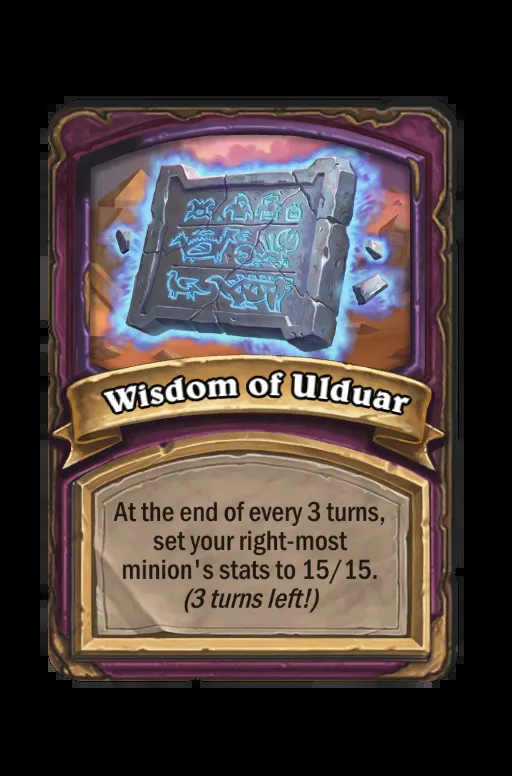 Wisdom of Ulduar
At the end of every 3 turns,
set your right-most
minion's stats to 15/15.
(3 turns left!)